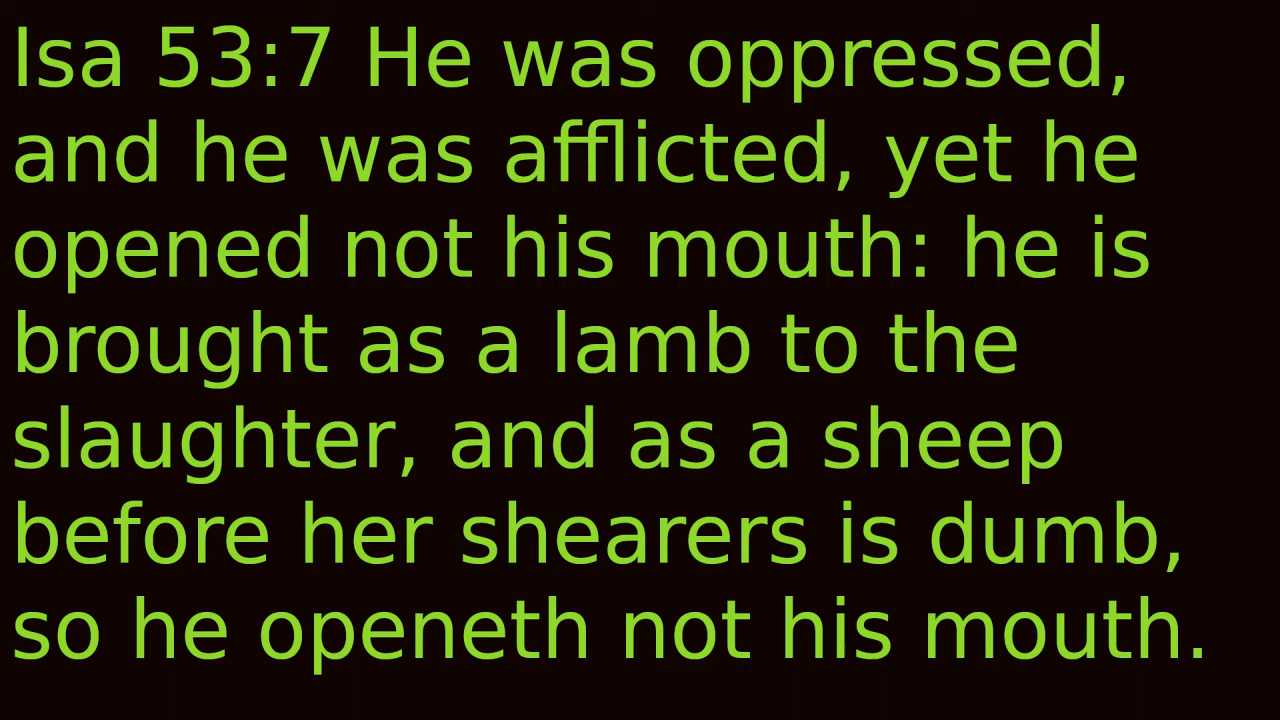 Isa 53:7 He was oppressed,
and he was afflicted, yet he
opened not his mouth: he is
brought as a lamb to the
slaughter, and as a sheep
before her shearers is dumb,
so he openeth not his mouth.